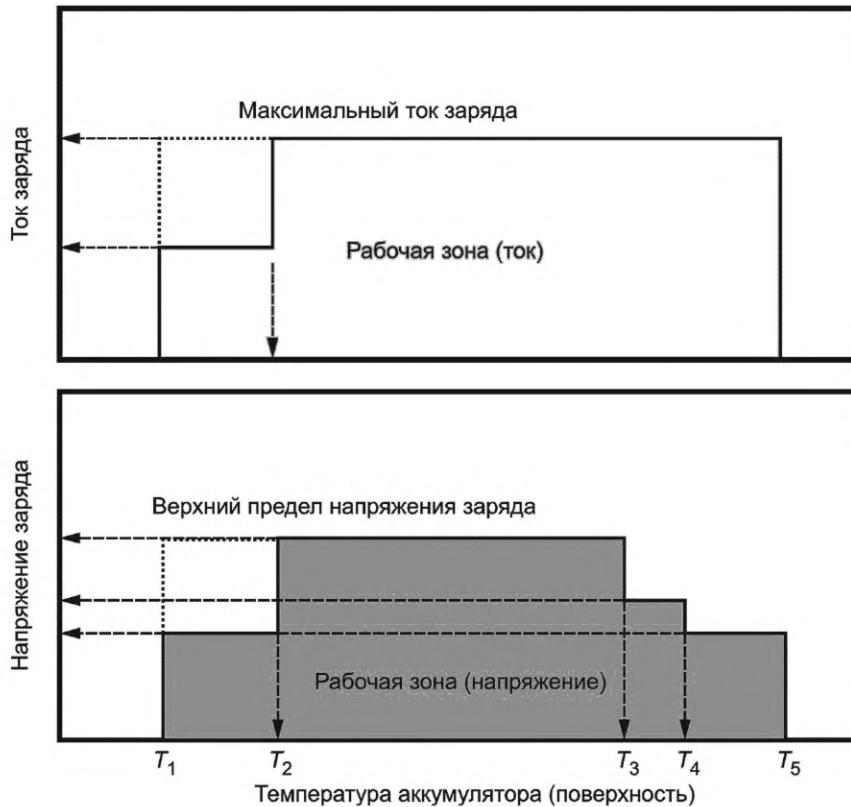 Ток заряда
Максимальный ток заряда
Рабочая зона (ток)
Напряжение заряда
Верхний предел напряжения заряда
Рабочая зона (напряжение)
T₁ T₂ T₃ T₄ T₅
Температура аккумулятора (поверхность)